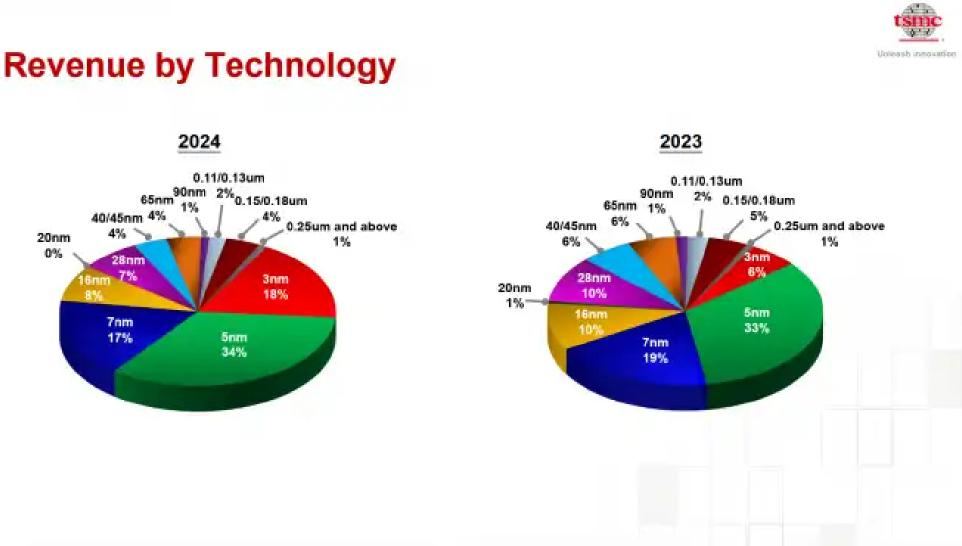 tsmc
Unleash innovation
Revenue by Technology
2024
0.11/0.13um
2%
90nm
1%
65nm
4%
0.15/0.18um
4%
40/45nm
4%
0.25um and above
1%
20nm
0%
28nm
7%
16nm
8%
3nm
18%
7nm
17%
5nm
34%
2023
0.11/0.13um
2%
90nm
1%
65nm
6%
0.15/0.18um
5%
40/45nm
6%
0.25um and above
1%
3nm
6%
28nm
10%
20nm
1%
16nm
10%
5nm
33%
7nm
19%